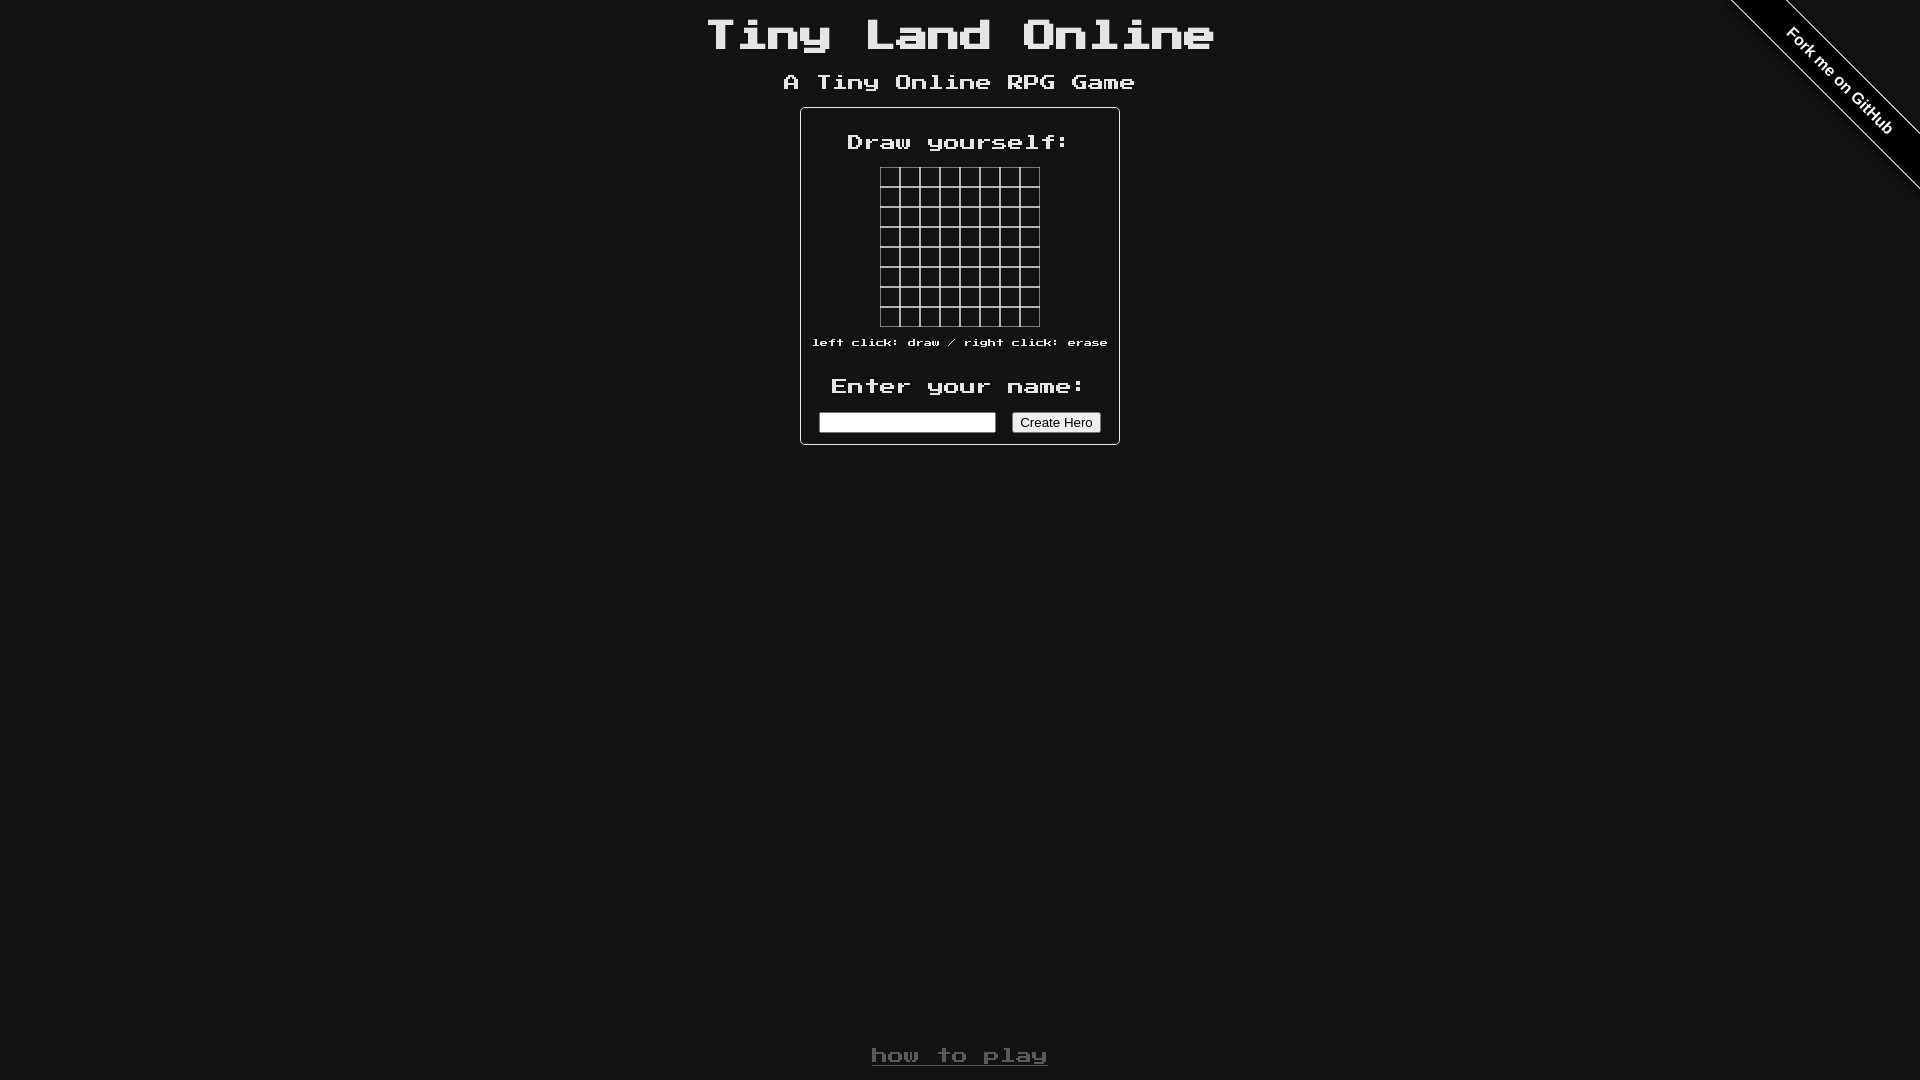 Tiny Land Online
Fork me on GitHub
A Tiny Online RPG Game
Draw yourself:
left click: draw / right click: erase
Enter your name:
Create Hero
how to play